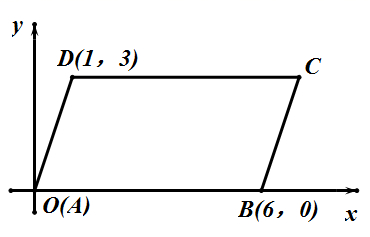 y
D(1，3)
C
O(A)
B(6，0)
x